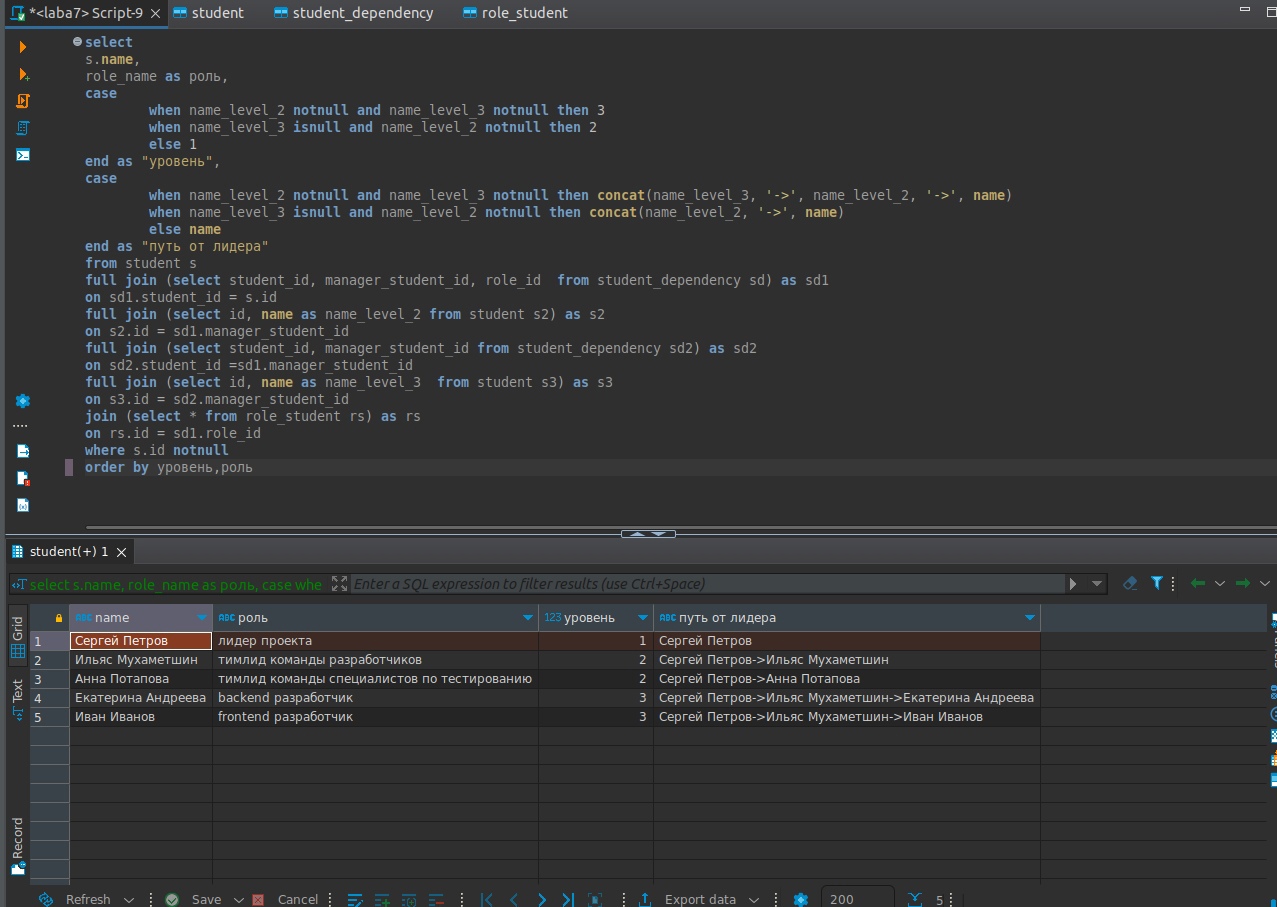 *<laba7> Script-9
student
student_dependency
role_student
select
s.name,
role_name as роль,
case
when name_level_2 notnull and name_level_3 notnull then 3
when name_level_3 isnull and name_level_2 notnull then 2
else 1
end as "уровень",
case
when name_level_2 notnull and name_level_3 notnull then concat(name_level_3, '->', name_level_2, '->', name)
when name_level_3 isnull and name_level_2 notnull then concat(name_level_2, '->', name)
else name
end as "путь от лидера"
from student s
full join (select student_id, manager_student_id, role_id  from student_dependency sd) as sd1
on sd1.student_id = s.id
full join (select id, name as name_level_2 from student s2) as s2
on s2.id = sd1.manager_student_id
full join (select student_id, manager_student_id from student_dependency sd2) as sd2
on sd2.student_id =sd1.manager_student_id
full join (select id, name as name_level_3  from student s3) as s3
on s3.id = sd2.manager_student_id
join (select * from role_student rs) as rs
on rs.id = sd1.role_id
where s.id notnull
order by уровень,роль
student(+) 1
select s.name, role_name as роль, case whe
Enter a SQL expression to filter results (use Ctrl+Space)
Grid
Text
Record
ABC name
ABC роль
123 уровень
ABC путь от лидера
1 Сергей Петров лидер проекта 1 Сергей Петров
2 Ильяс Мухаметшин тимлид команды разработчиков 2 Сергей Петров->Ильяс Мухаметшин
3 Анна Потапова тимлид команды специалистов по тестированию 2 Сергей Петров->Анна Потапова
4 Екатерина Андреева backend разработчик 3 Сергей Петров->Ильяс Мухаметшин->Екатерина Андреева
5 Иван Иванов frontend разработчик 3 Сергей Петров->Ильяс Мухаметшин->Иван Иванов
Refresh
Save
Cancel
Export data
200
5